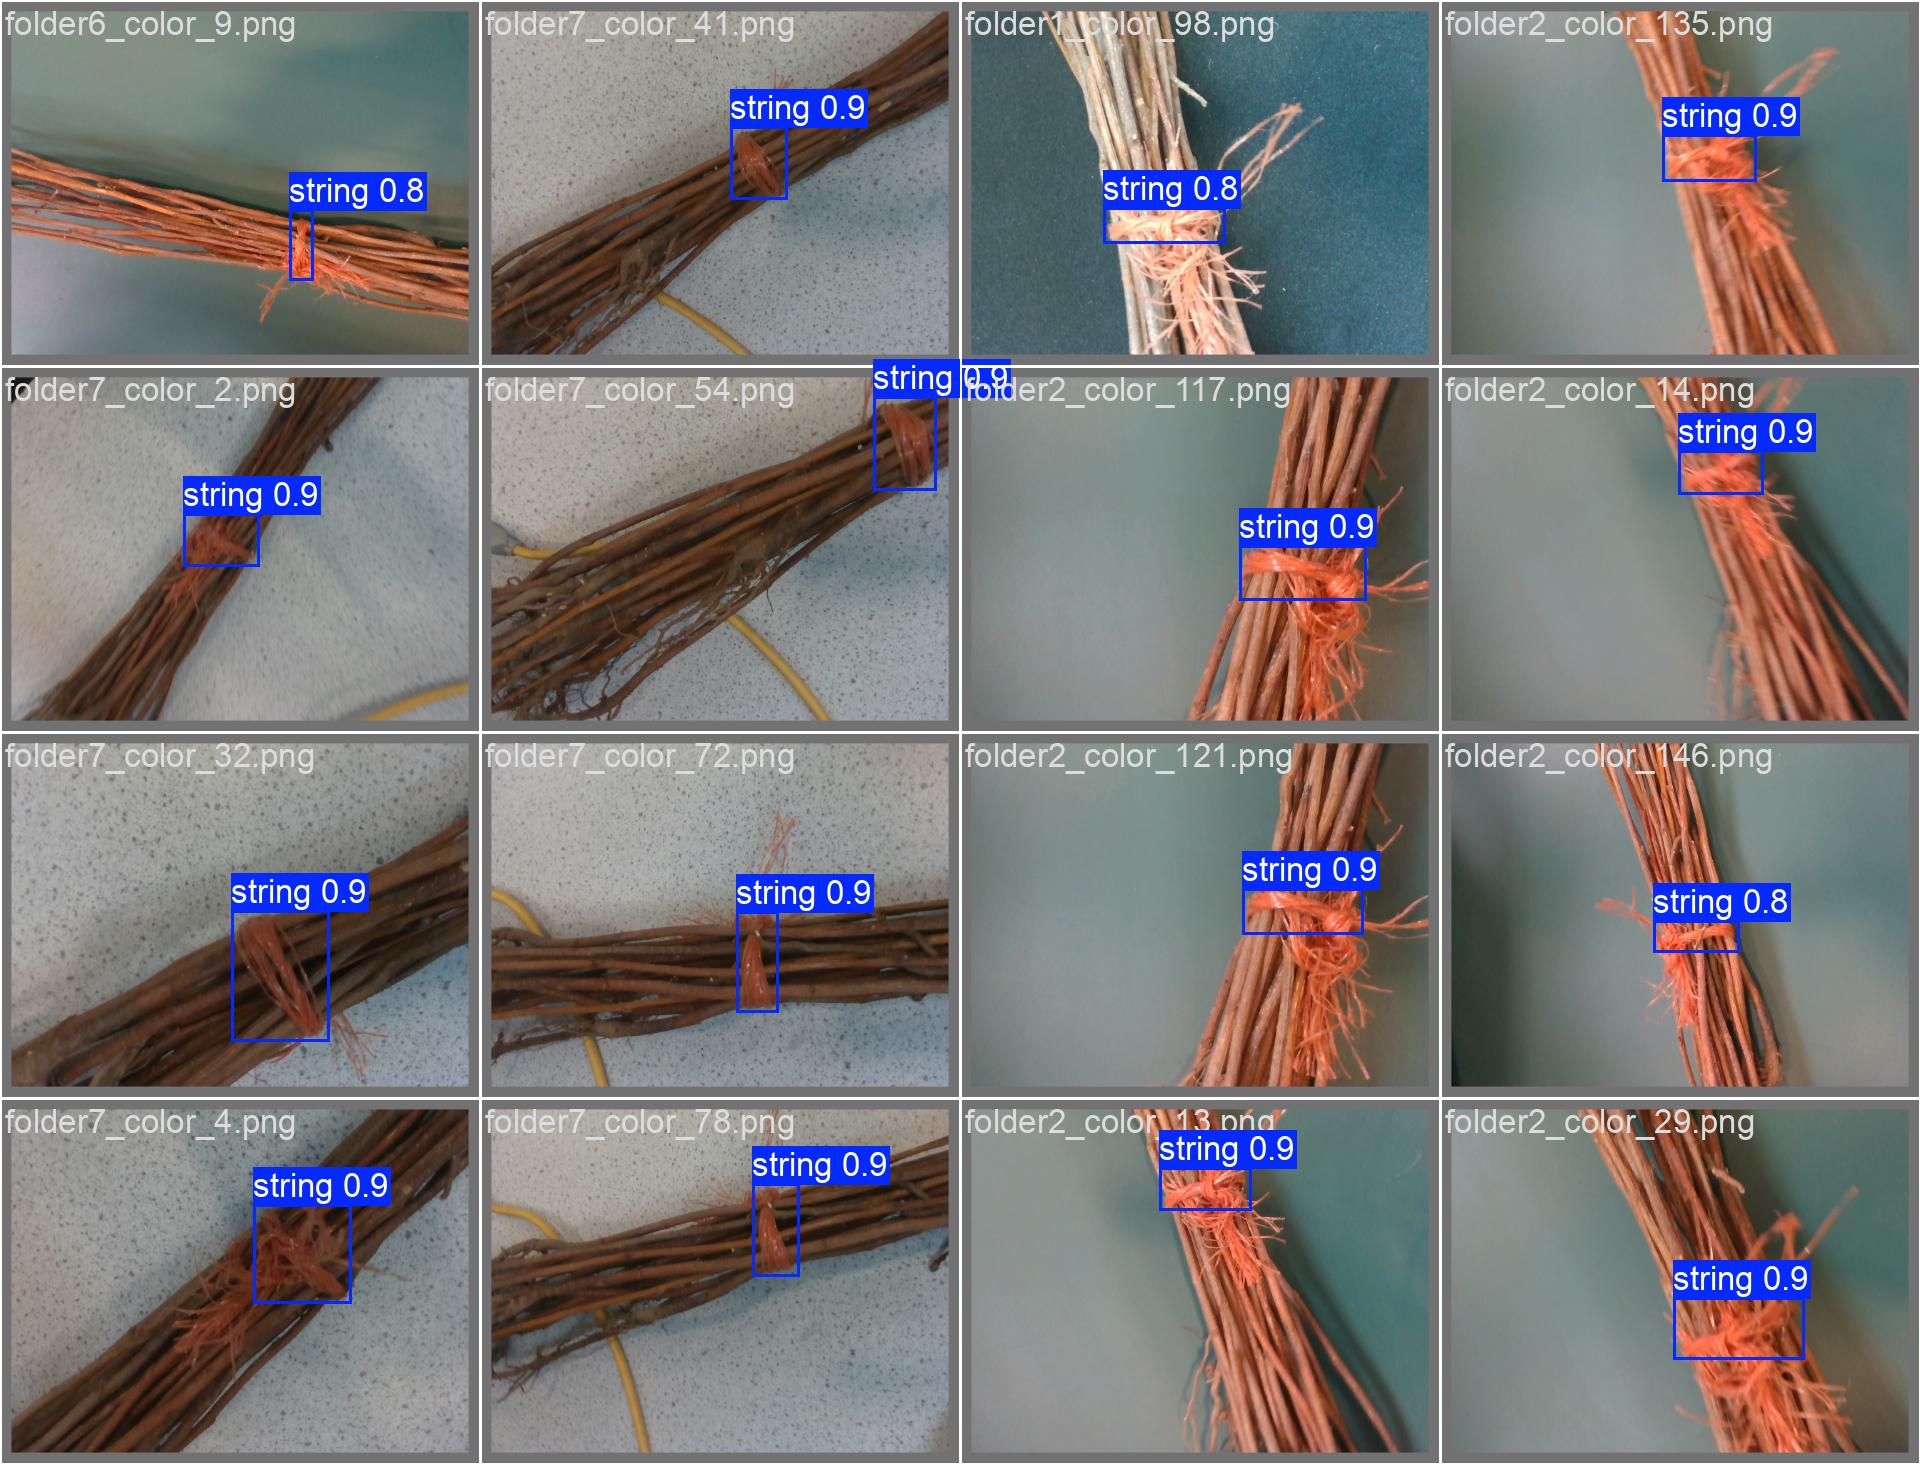 folder6_color_9.png
string 0.8
folder7_color_41.png
string 0.9
folder1_color_98.png
string 0.8
folder2_color_135.png
string 0.9
folder7_color_2.png
string 0.9
folder7_color_54.png
string 0.9
folder2_color_117.png
string 0.9
folder2_color_14.png
string 0.9
folder7_color_32.png
string 0.9
folder7_color_72.png
string 0.9
folder2_color_121.png
string 0.9
folder2_color_146.png
string 0.8
folder7_color_4.png
string 0.9
folder7_color_78.png
string 0.9
folder2_color_13.png
string 0.9
folder2_color_29.png
string 0.9